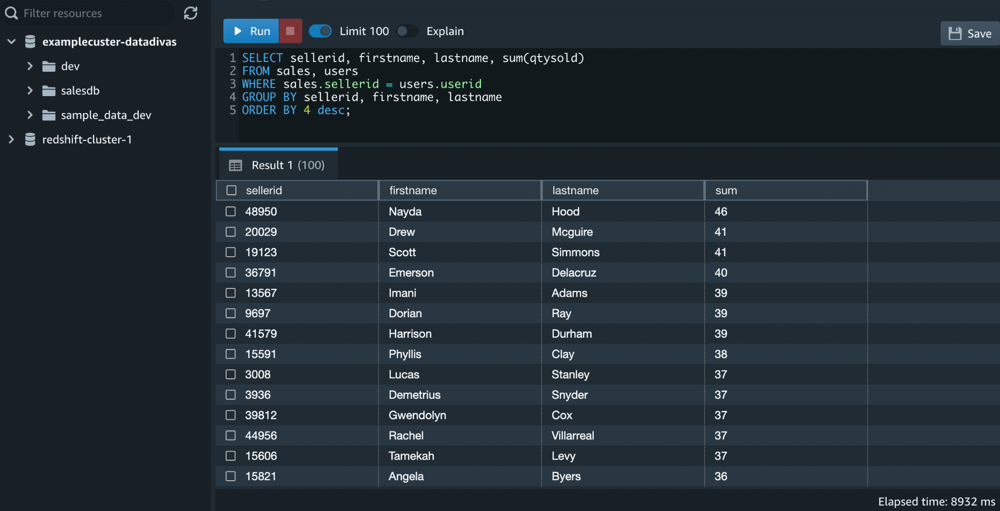 Filter resources
examplecuster-datadivas
dev
salesdb
sample_data_dev
redshift-cluster-1
Run Limit 100 Explain Save
1 SELECT sellerid, firstname, lastname, sum(qtysold)
2 FROM sales, users
3 WHERE sales.sellerid = users.userid
4 GROUP BY sellerid, firstname, lastname
5 ORDER BY 4 desc;
Result 1 (100)
sellerid firstname lastname sum
48950 Nayda Hood 46
20029 Drew Mcguire 41
19123 Scott Simmons 41
36791 Emerson Delacruz 40
13567 Imani Adams 39
9697 Dorian Ray 39
41579 Harrison Durham 39
15591 Phyllis Clay 38
3008 Lucas Stanley 37
3936 Demetrius Snyder 37
39812 Gwendolyn Cox 37
44956 Rachel Villarreal 37
15606 Tamekah Levy 37
15821 Angela Byers 36
Elapsed time: 8932 ms